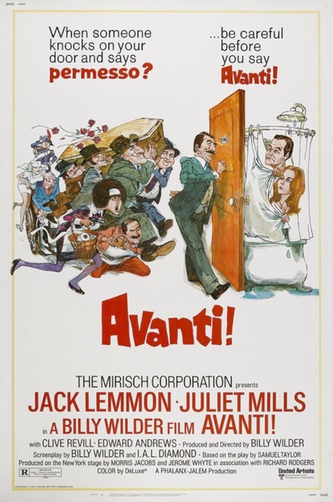 When someone
knocks on your
door and says
permesso?
...be careful
before
you say
Avanti!
Avanti!
THE MIRISCH CORPORATION presents
JACK LEMMON · JULIET MILLS
in A BILLY WILDER FILM AVANTI!
with CLIVE REVILL · EDWARD ANDREWS · Produced and Directed by BILLY WILDER
Screenplay by BILLY WILDER and I.A.L. DIAMOND · Based on the play by SAMUEL TAYLOR
Produced on the New York stage by MORRIS JACOBS and JEROME WHYTE in association with RICHARD RODGERS
COLOR by DeLuxe® A PHALANX-JALEM Production
R
RESTRICTED
United Artists